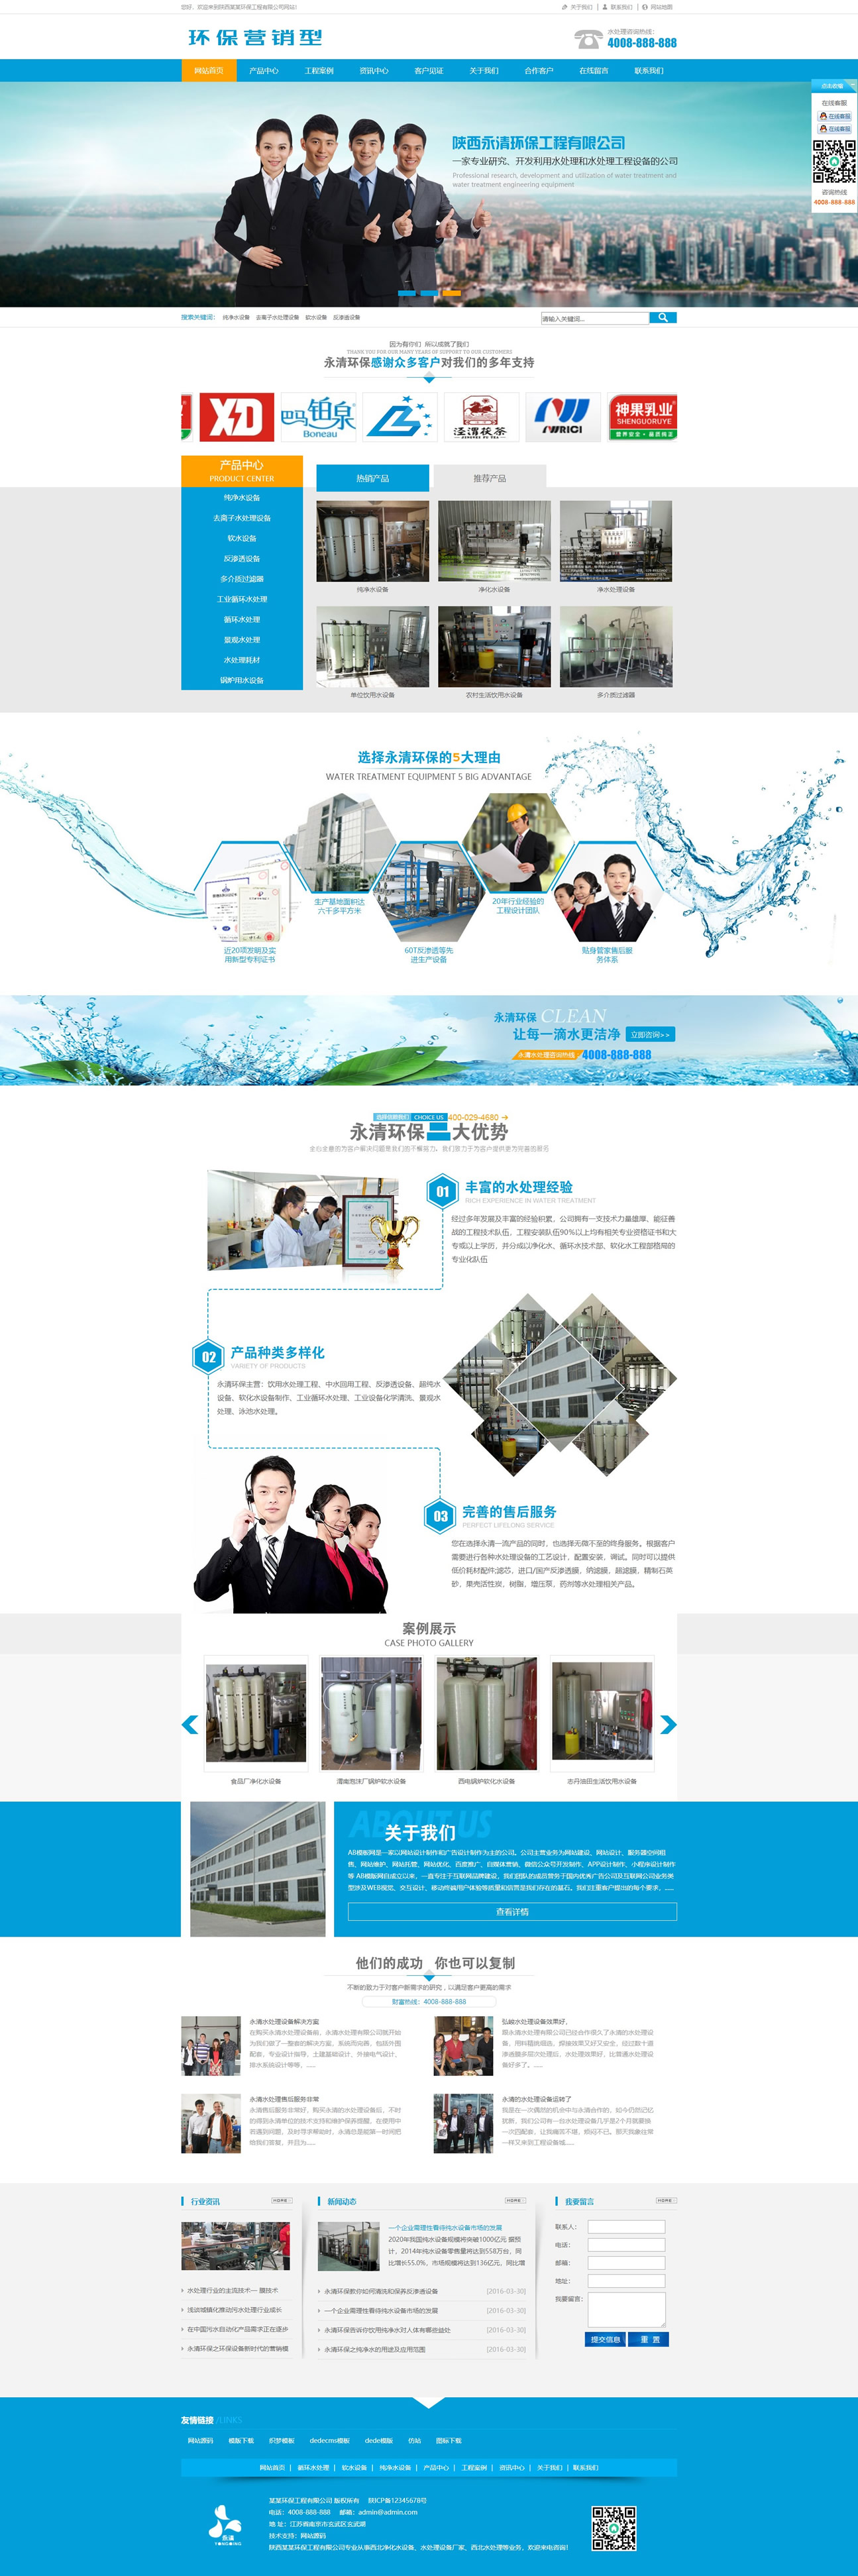 您好，欢迎来到陕西某某环保工程有限公司网站！
关于我们 | 联系我们 | 网站地图
环保营销型
水处理咨询热线：
4008-888-888
网站首页 产品中心 工程案例 资讯中心 客户见证 关于我们 合作客户 在线留言 联系我们
点击收缩
在线客服
在线客服
在线客服
咨询热线
4008-888-888
陕西永清环保工程有限公司
一家专业研究、开发利用水处理和水处理工程设备的公司
Professional research, development and utilization of water treatment and
water treatment engineering equipment
搜索关键词： 纯净水设备 去离子水处理设备 软水设备 反渗透设备
请输入关键词...
因为有你们 所以成就了我们
THANK YOU FOR OUR MANY YEARS OF SUPPORT TO OUR CUSTOMERS
永清环保感谢众多客户对我们的多年支持
XD
巴马铂泉
Boneau
泾渭茯茶
JINGWEI FU TEA
NWRICI
神果乳业
SHENGUORUYE
营养安全·品质纯正
产品中心
PRODUCT CENTER
热销产品 推荐产品
纯净水设备
去离子水处理设备
软水设备
反渗透设备
多介质过滤器
工业循环水处理
循环水处理
景观水处理
水处理耗材
锅炉用水设备
纯净水设备 净化水设备 净水处理设备
单位饮用水设备 农村生活饮用水设备 多介质过滤器
选择永清环保的5大理由
WATER TREATMENT EQUIPMENT 5 BIG ADVANTAGE
生产基地面积达
六千多平方米
20年行业经验的
工程设计团队
近20项发明及实
用新型专利证书
60T反渗透等先
进生产设备
贴身管家售后服
务体系
永清环保 CLEAN
让每一滴水更洁净 立即咨询>>
永清水处理咨询热线 4008-888-888
选择信赖我们 CHOICE US 400-029-4680
永清环保三大优势
全心全意的为客户解决问题是我们的不懈努力，我们致力于为客户提供更为完善的服务
01 丰富的水处理经验
RICH EXPERIENCE IN WATER TREATMENT
经过多年发展及丰富的经验积累，公司拥有一支技术力量雄厚、能征善
战的工程技术队伍，工程安装队伍90%以上均有相关专业资格证书和大
专或以上学历，并分成以净化水、循环水技术部、软化水工程部格局的
专业化队伍
02 产品种类多样化
VARIETY OF PRODUCTS
永清环保主营：饮用水处理工程、中水回用工程、反渗透设备、超纯水
设备、软化水设备制作、工业循环水处理、工业设备化学清洗、景观水
处理、泳池水处理。
03 完善的售后服务
PERFECT LIFELONG SERVICE
您在选择永清一流产品的同时，也选择无微不至的终身服务。根据客户
需要进行各种水处理设备的工艺设计，配置安装，调试。同时可以提供
低价耗材配件;滤芯，进口/国产反渗透膜，纳滤膜，超滤膜，精制石英
砂，果壳活性炭，树脂，增压泵，药剂等水处理相关产品。
案例展示
CASE PHOTO GALLERY
食品厂净化水设备 渭南泡沫厂锅炉软水设备 西电锅炉软化水设备 志丹油田生活饮用水设备
ABOUT US
关于我们
AB模板网是一家以网站设计制作和广告设计制作为主的公司。公司主营业务为网站建设、网站设计、服务器空间租
售、网站维护、网站托管、网站优化、百度推广、自媒体营销、微信公众号开发制作、APP设计制作、小程序设计制作
等 AB模板网自成立以来，一直专注于互联网品牌建设，我们团队的成员曾务于国内优秀广告公司及互联网公司业务类
型涉及WEB视觉、交互设计、移动终端用户体验等质量和信誉是我们存在的基石。我们注重客户提出的每个要求，......
查看详情
他们的成功 你也可以复制
不断的致力于对客户新需求的研究，以满足客户更高的需求
财富热线：4008-888-888
永清水处理设备解决方案
在购买永清水处理设备前，永清水处理有限公司就开始
为我们做了一整套的解决方案，系统而完善，包括外围
配套，专业设计指导，土建基础设计，外接电气设计，
排水系统设计等等，......
弘峻水处理设备效果好，
跟永清水处理有限公司已经合作很久了永清的水处理设
备，用料精挑细选，焊接效果又好又安全，经过数十道
渗透膜多层次处理后，水处理效果好，比普通水处理设
备好多了。......
永清水处理售后服务非常
永清售后服务非常好，购买永清的水处理设备后，不时
的得到永清单位的技术支持和维护保养提醒，在使用中
若遇到问题，及时寻求帮助时，永清总是能第一时间把
给我们答案，并且为......
永清的水处理设备运转了
我是在一次偶然的机会中与永清合作的，如今仍然记忆
犹新，我们公司有一台水处理设备几乎是2个月就要换
一次四配套，让我痛苦不堪，烦闷不已。那天我象往常
一样又来到工程设备城......
行业资讯 MORE
水处理行业的主流技术— 膜技术
浅谈城镇化推动污水处理行业成长
在中国污水自动化产品需求正在逐步
永清环保之环保设备新时代的营销模
新闻动态 MORE
一个企业需理性看待纯水设备市场的发展
2020年我国纯水设备规模将突破1000亿元 据预
计，2014年纯水设备零售量将达到558万台，同
比增长55.0%，市场规模将达到136亿元，同比增
永清环保教你如何清洗和保养反渗透设备 [2016-03-30]
一个企业需理性看待纯水设备市场的发展 [2016-03-30]
永清环保告诉你饮用纯净水对人体有哪些益处 [2016-03-30]
永清环保之纯净水的用途及应用范围 [2016-03-30]
我要留言 MORE
联系人：
电话：
邮箱：
地址：
我要留言：
提交信息 重 置
友情链接 /LINKS
网站源码 模版下载 织梦模板 dedecms模板 dede模版 仿站 图标下载
网站首页 | 循环水处理 | 软水设备 | 纯净水设备 | 产品中心 | 工程案例 | 资讯中心 | 关于我们 | 联系我们
永清
YONGQING
某某环保工程有限公司 版权所有 陕ICP备12345678号
电话：4008-888-888 邮箱：admin@admin.com
地 址：江苏省南京市玄武区玄武湖
技术支持：网站源码
陕西某某环保工程有限公司专业从事西北净化水设备、水处理设备厂家、西北水处理等业务，欢迎来电咨询！